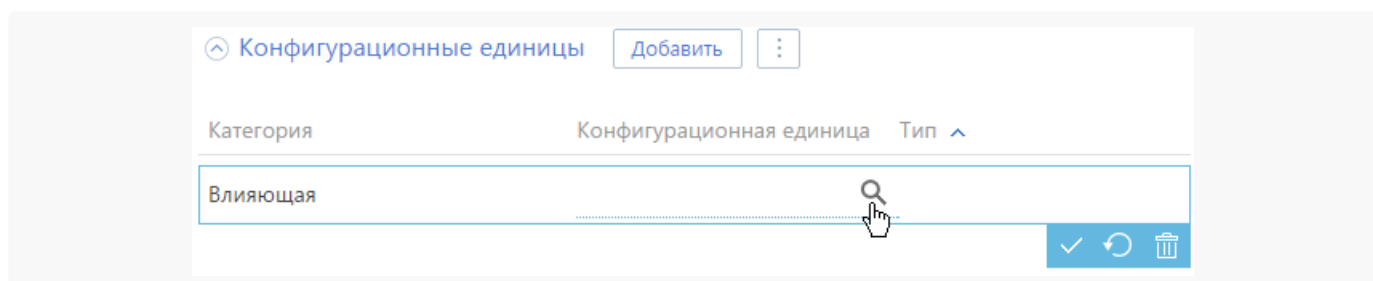 Конфигурационные единицы Добавить
Категория Конфигурационная единица Тип
Влияющая